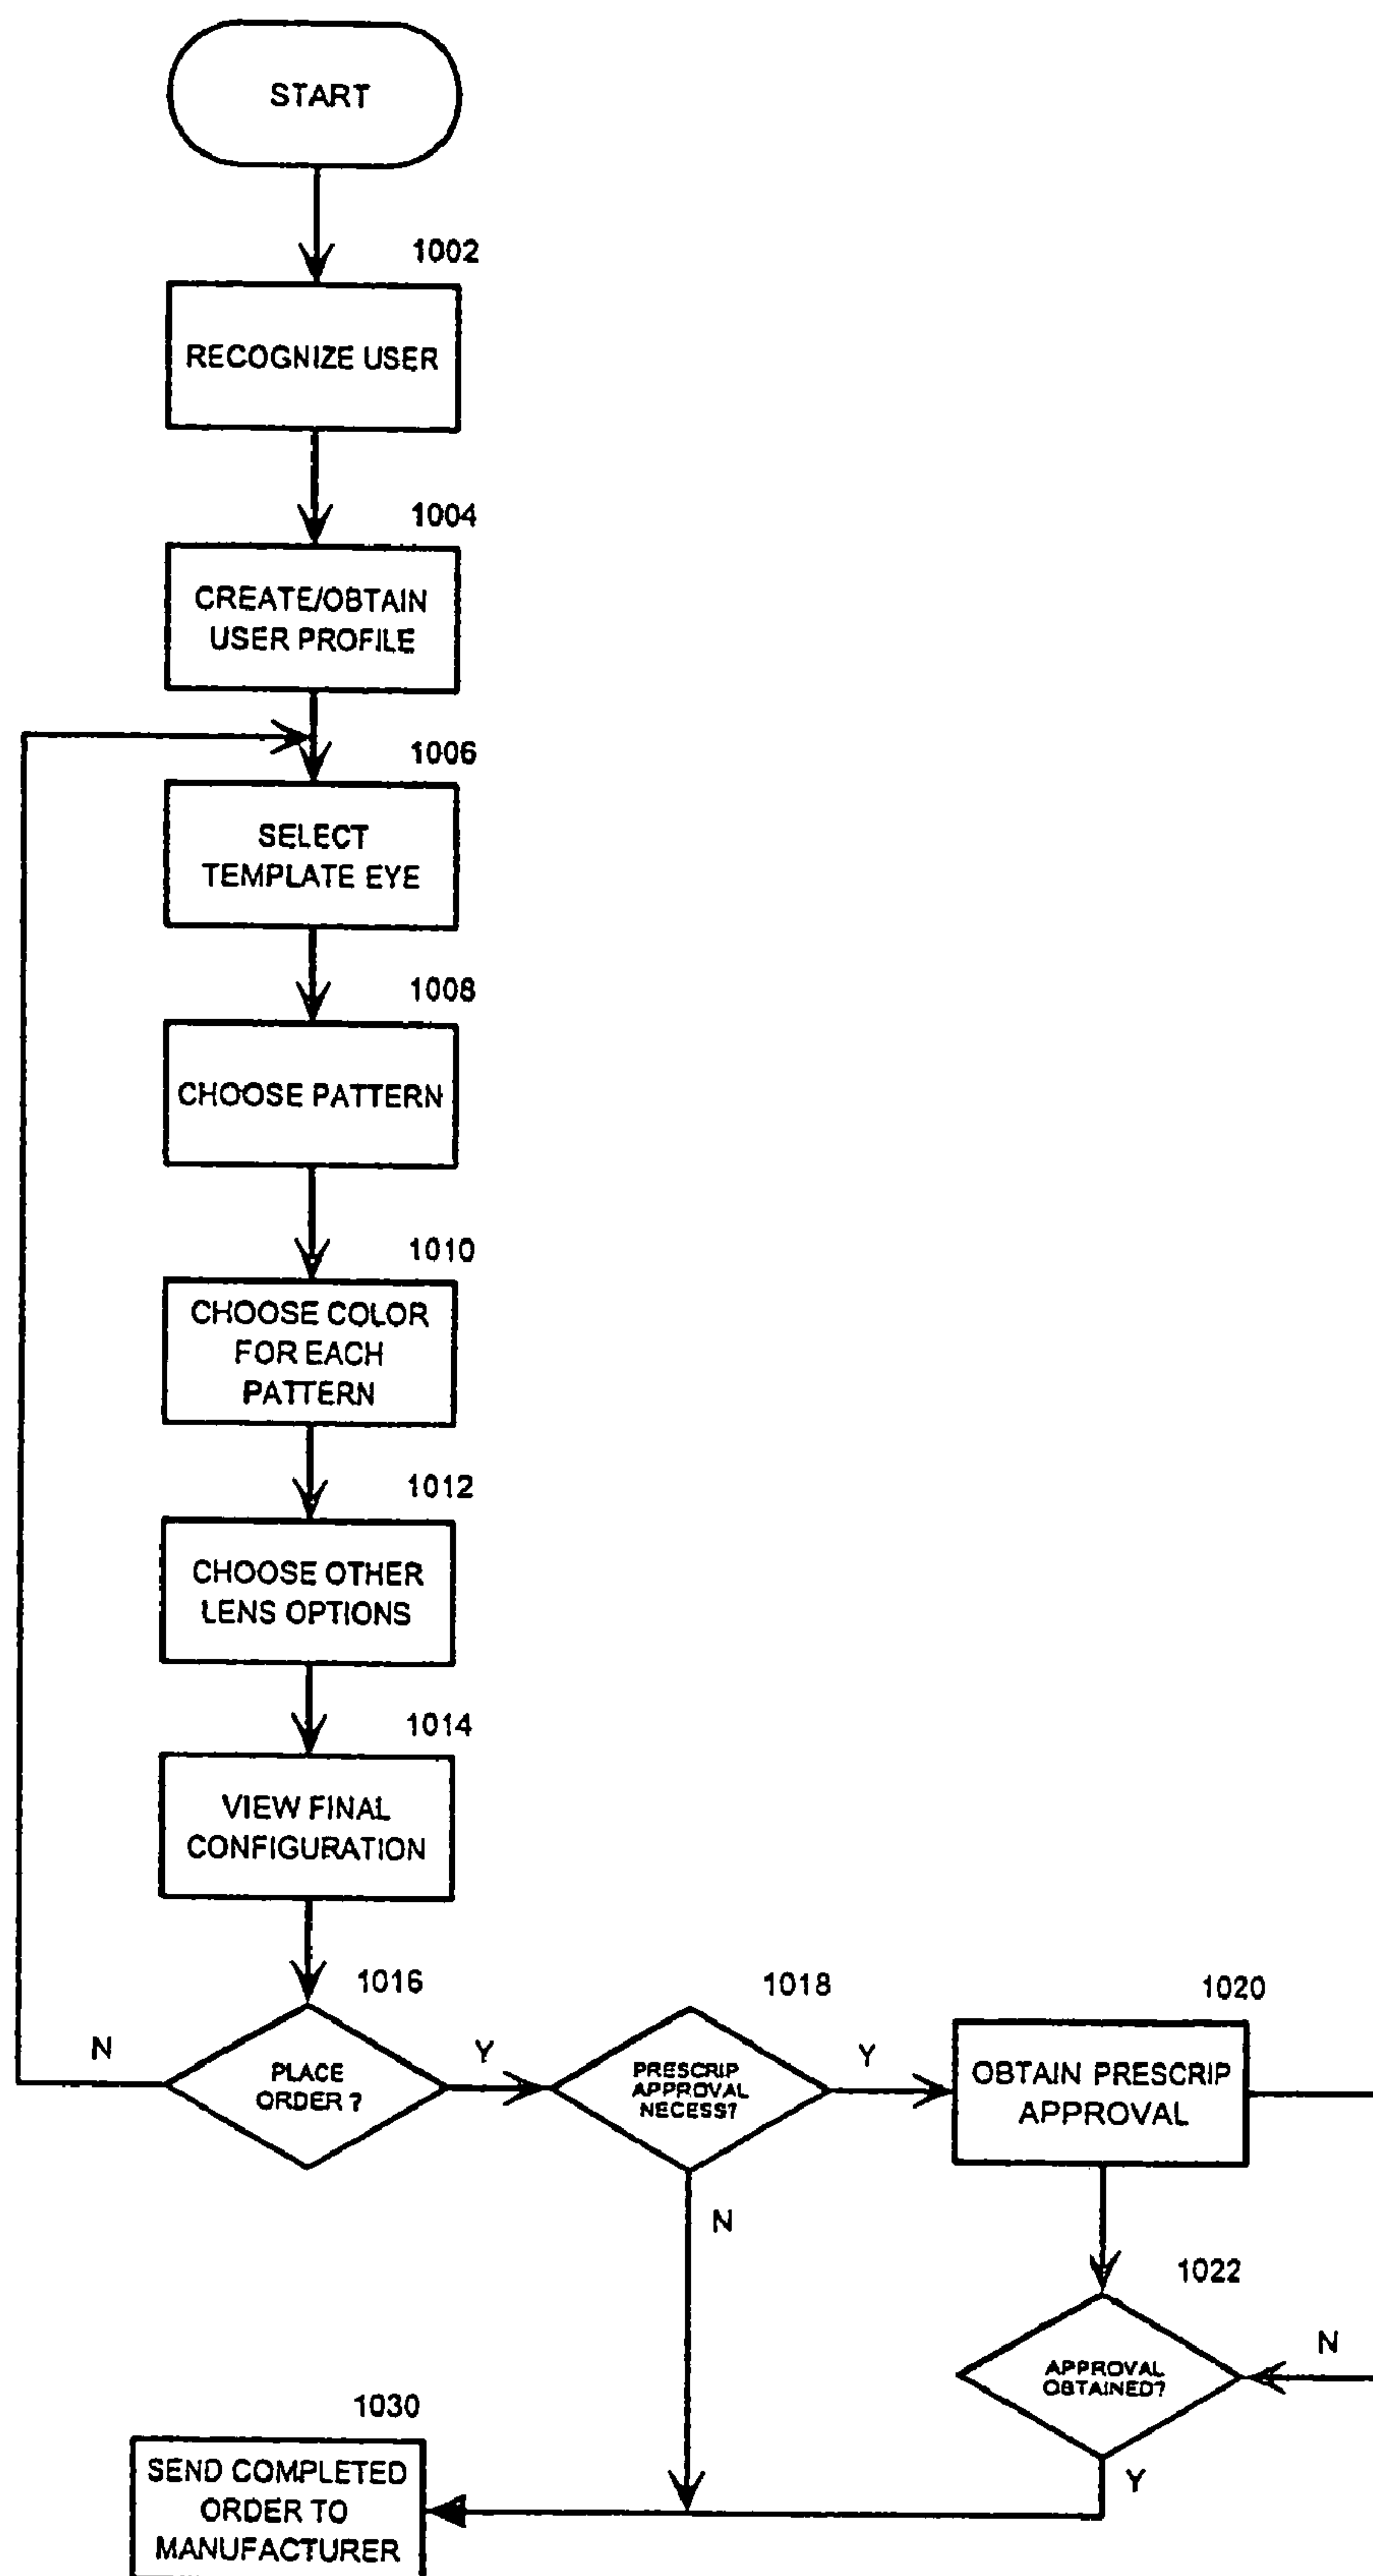 START
1002
RECOGNIZE USER
1004
CREATE/OBTAIN
USER PROFILE
1006
SELECT
TEMPLATE EYE
1008
CHOOSE PATTERN
1010
CHOOSE COLOR
FOR EACH
PATTERN
1012
CHOOSE OTHER
LENS OPTIONS
1014
VIEW FINAL
CONFIGURATION
1016
PLACE
ORDER ?
N
Y
1018
PRESCRIP
APPROVAL
NECESS?
Y
N
1020
OBTAIN PRESCRIP
APPROVAL
1022
APPROVAL
OBTAINED?
N
Y
1030
SEND COMPLETED
ORDER TO
MANUFACTURER